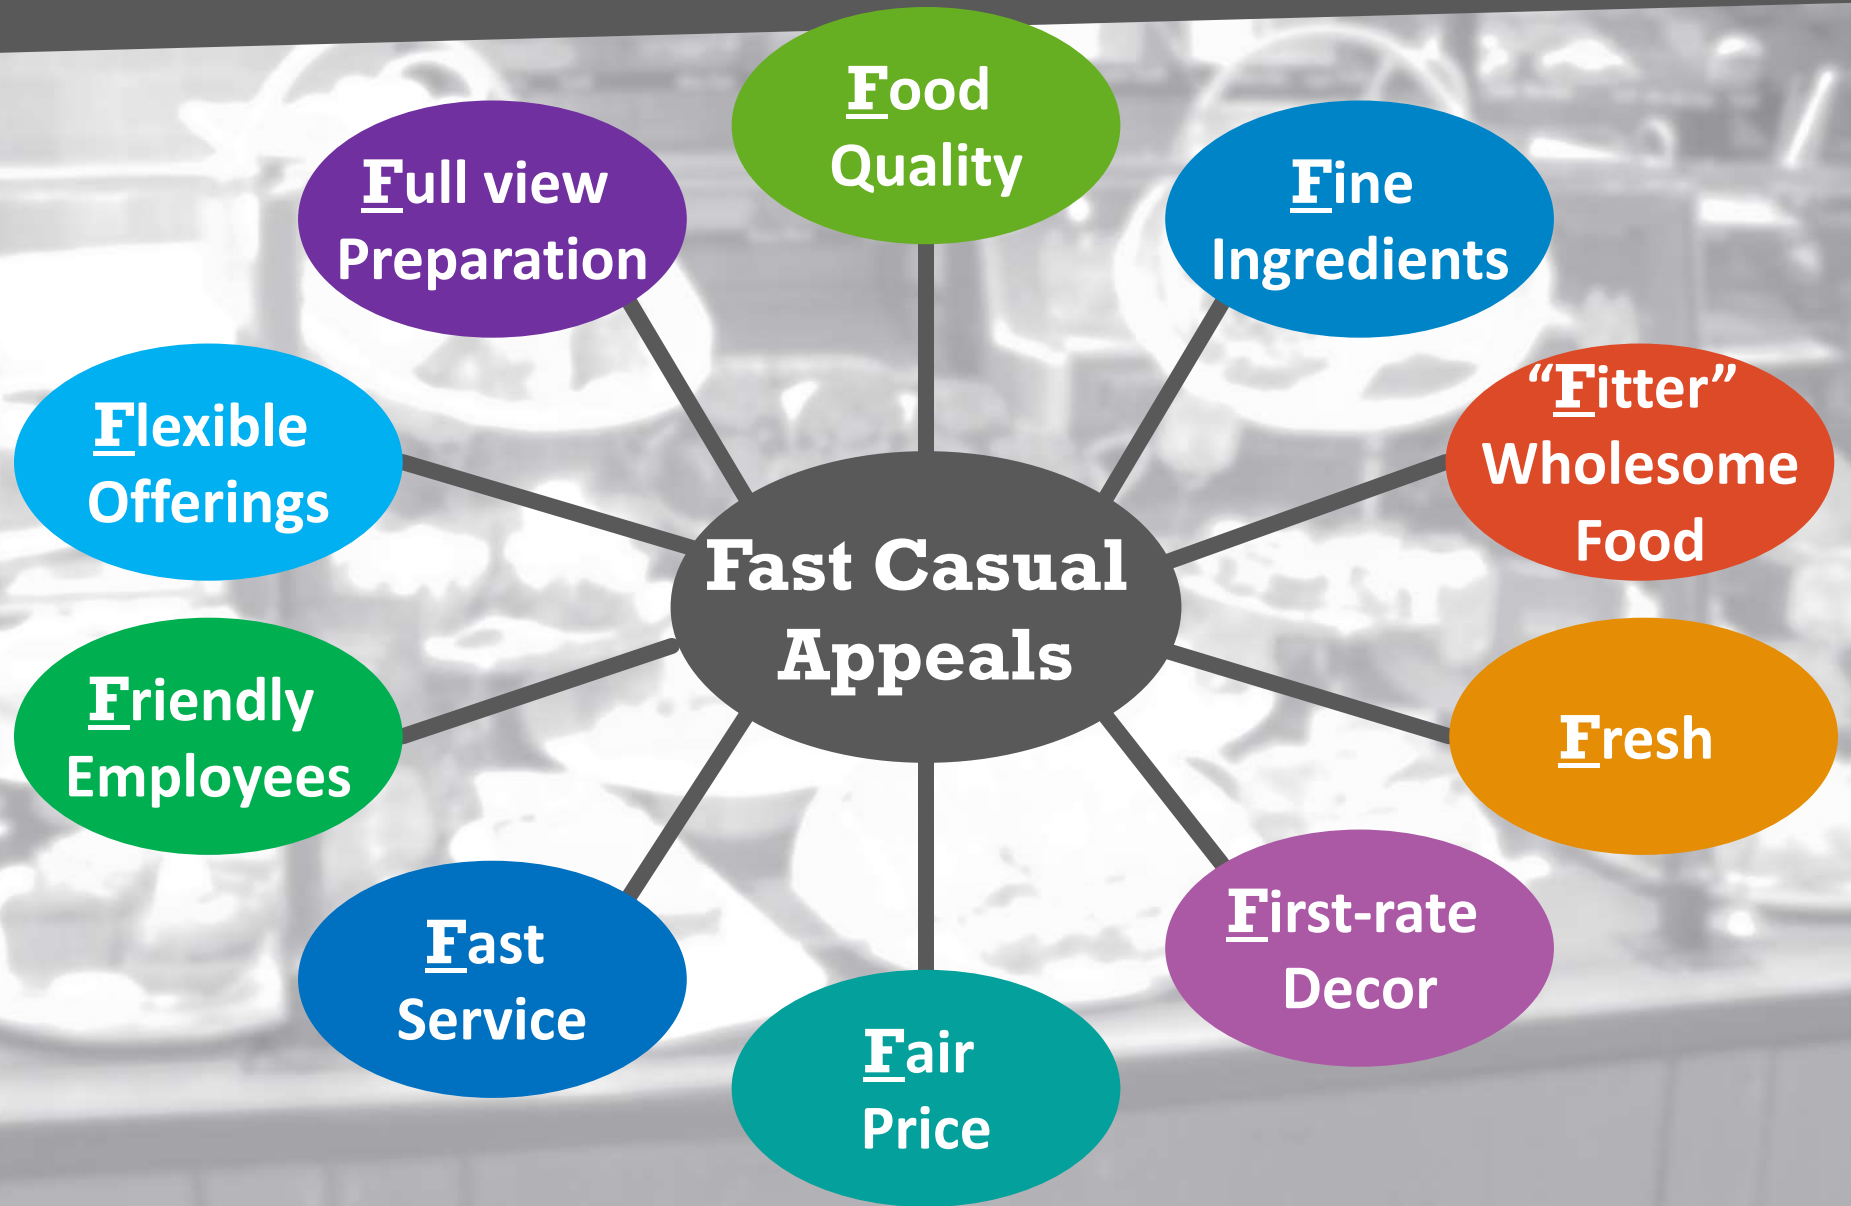 Food
Quality
Full view
Preparation
Fine
Ingredients
Flexible
Offerings
“Fitter”
Wholesome
Food
Fast Casual
Appeals
Friendly
Employees
Fresh
Fast
Service
First-rate
Decor
Fair
Price